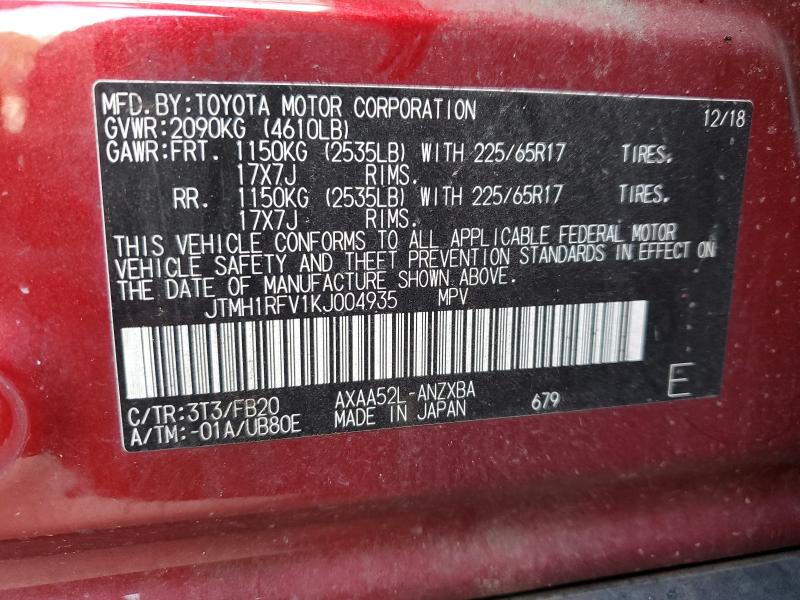 MFD.BY:TOYOTA MOTOR CORPORATION 12/18
GVWR:2090KG (4610LB)
GAWR:FRT. 1150KG (2535LB) WITH 225/65R17 TIRES.
17X7J RIMS.
RR. 1150KG (2535LB) WITH 225/65R17 TIRES.
17X7J RIMS.
THIS VEHICLE CONFORMS TO ALL APPLICABLE FEDERAL MOTOR
VEHICLE SAFETY AND THEFT PREVENTION STANDARDS IN EFFECT ON
THE DATE OF MANUFACTURE SHOWN ABOVE.
JTMH1RFV1KJ004935 MPV
C/TR:3T3/FB20 AXAA52L-ANZXBA 679 E
A/TM:-01A/UB80E MADE IN JAPAN